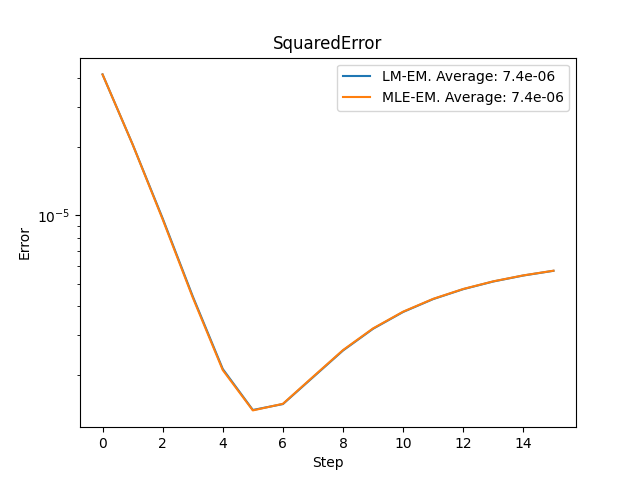 SquaredError
LM-EM. Average: 7.4e-06
MLE-EM. Average: 7.4e-06
10⁻⁵
Error
0 2 4 6 8 10 12 14
Step